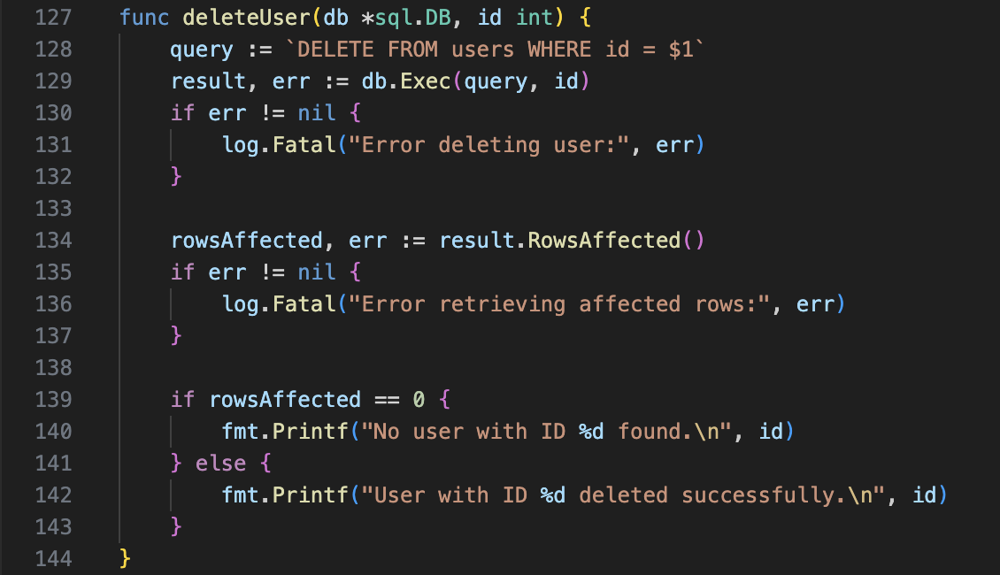 127 func deleteUser(db *sql.DB, id int) {
128     query := `DELETE FROM users WHERE id = $1`
129     result, err := db.Exec(query, id)
130     if err != nil {
131         log.Fatal("Error deleting user:", err)
132     }
133
134     rowsAffected, err := result.RowsAffected()
135     if err != nil {
136         log.Fatal("Error retrieving affected rows:", err)
137     }
138
139     if rowsAffected == 0 {
140         fmt.Printf("No user with ID %d found.\n", id)
141     } else {
142         fmt.Printf("User with ID %d deleted successfully.\n", id)
143     }
144 }